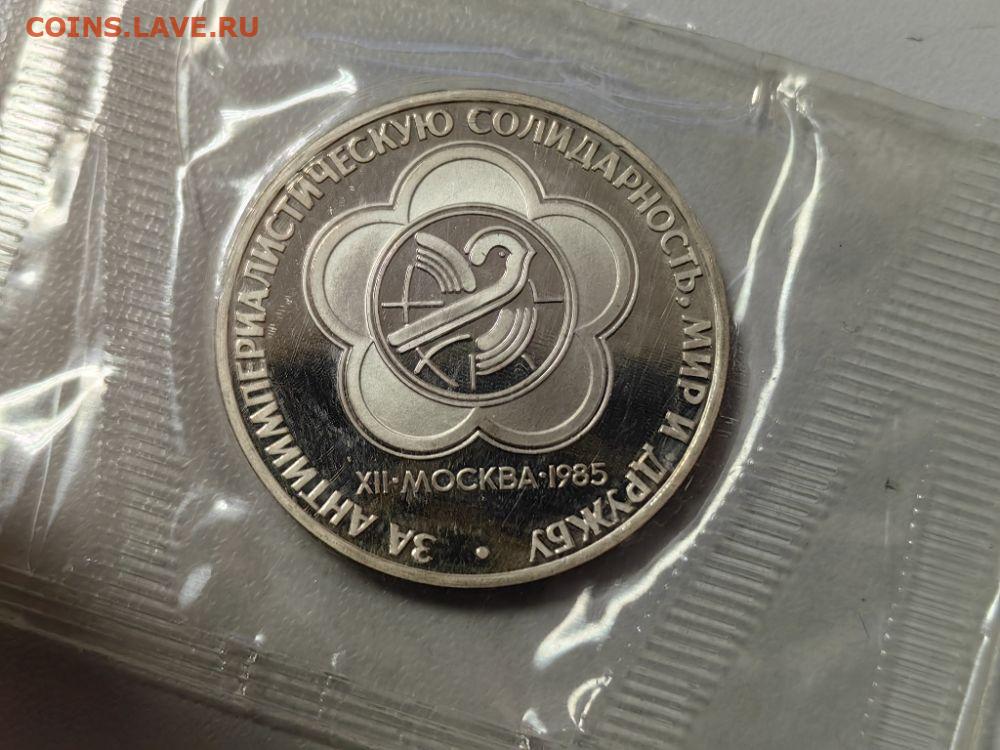 COINS.LAVE.RU
ЗА АНТИИМПЕРИАЛИСТИЧЕСКУЮ СОЛИДАРНОСТЬ, МИР И ДРУЖБУ •
XII•МОСКВА•1985